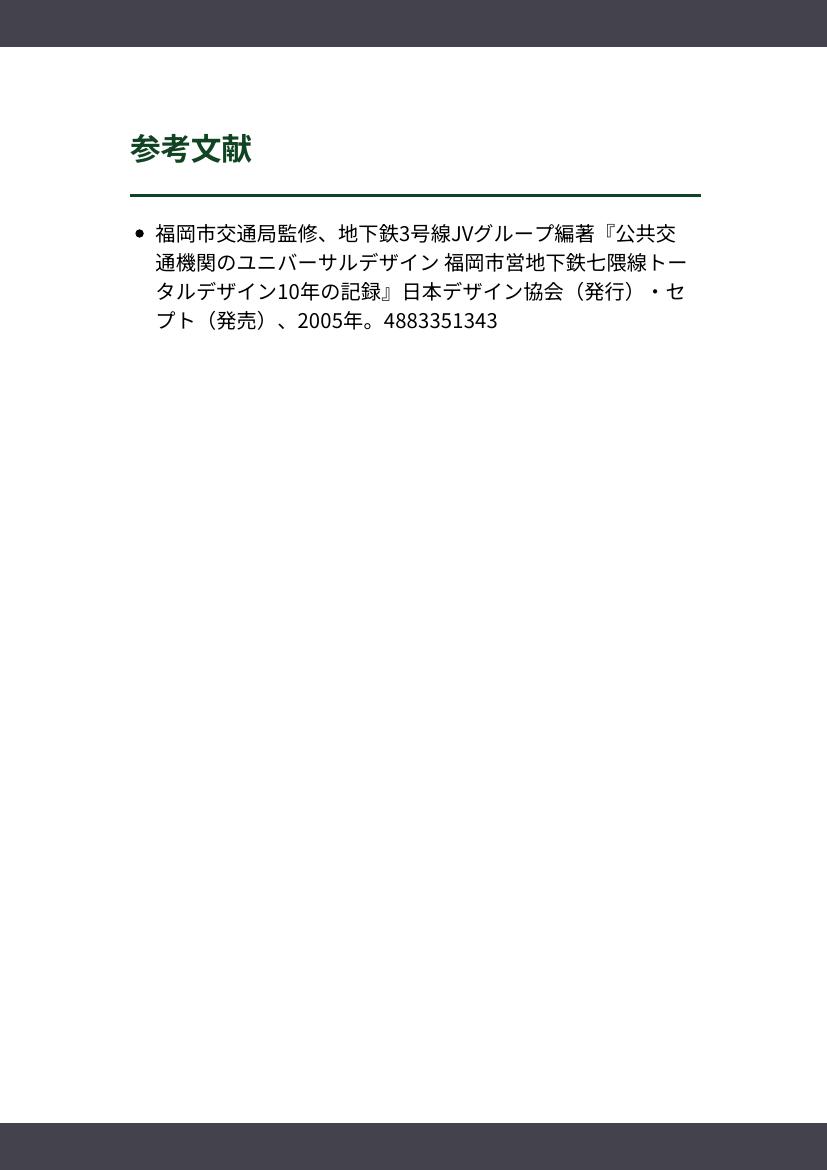 参考文献
福岡市交通局監修、地下鉄3号線JVグループ編著『公共交
通機関のユニバーサルデザイン 福岡市営地下鉄七隈線トー
タルデザイン10年の記録』日本デザイン協会（発行）・セ
プト（発売）、2005年。4883351343